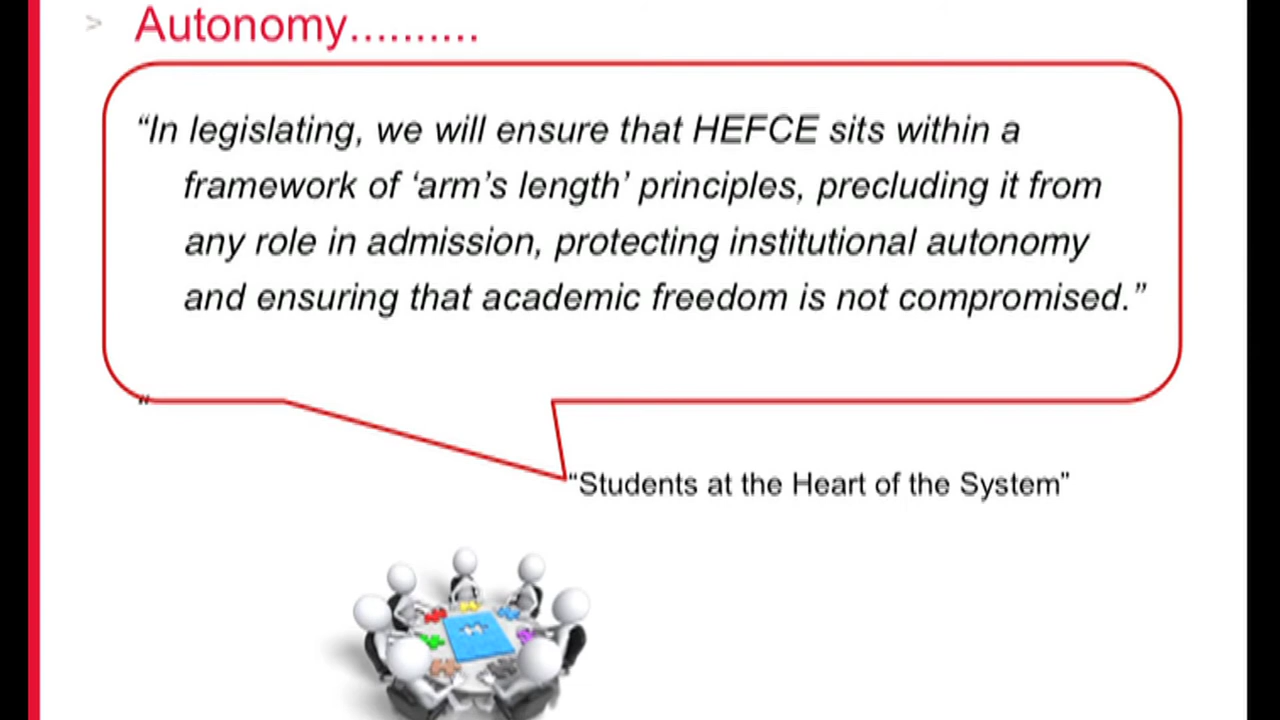 > Autonomy..........
“In legislating, we will ensure that HEFCE sits within a
framework of ‘arm’s length’ principles, precluding it from
any role in admission, protecting institutional autonomy
and ensuring that academic freedom is not compromised.”
“
“Students at the Heart of the System”